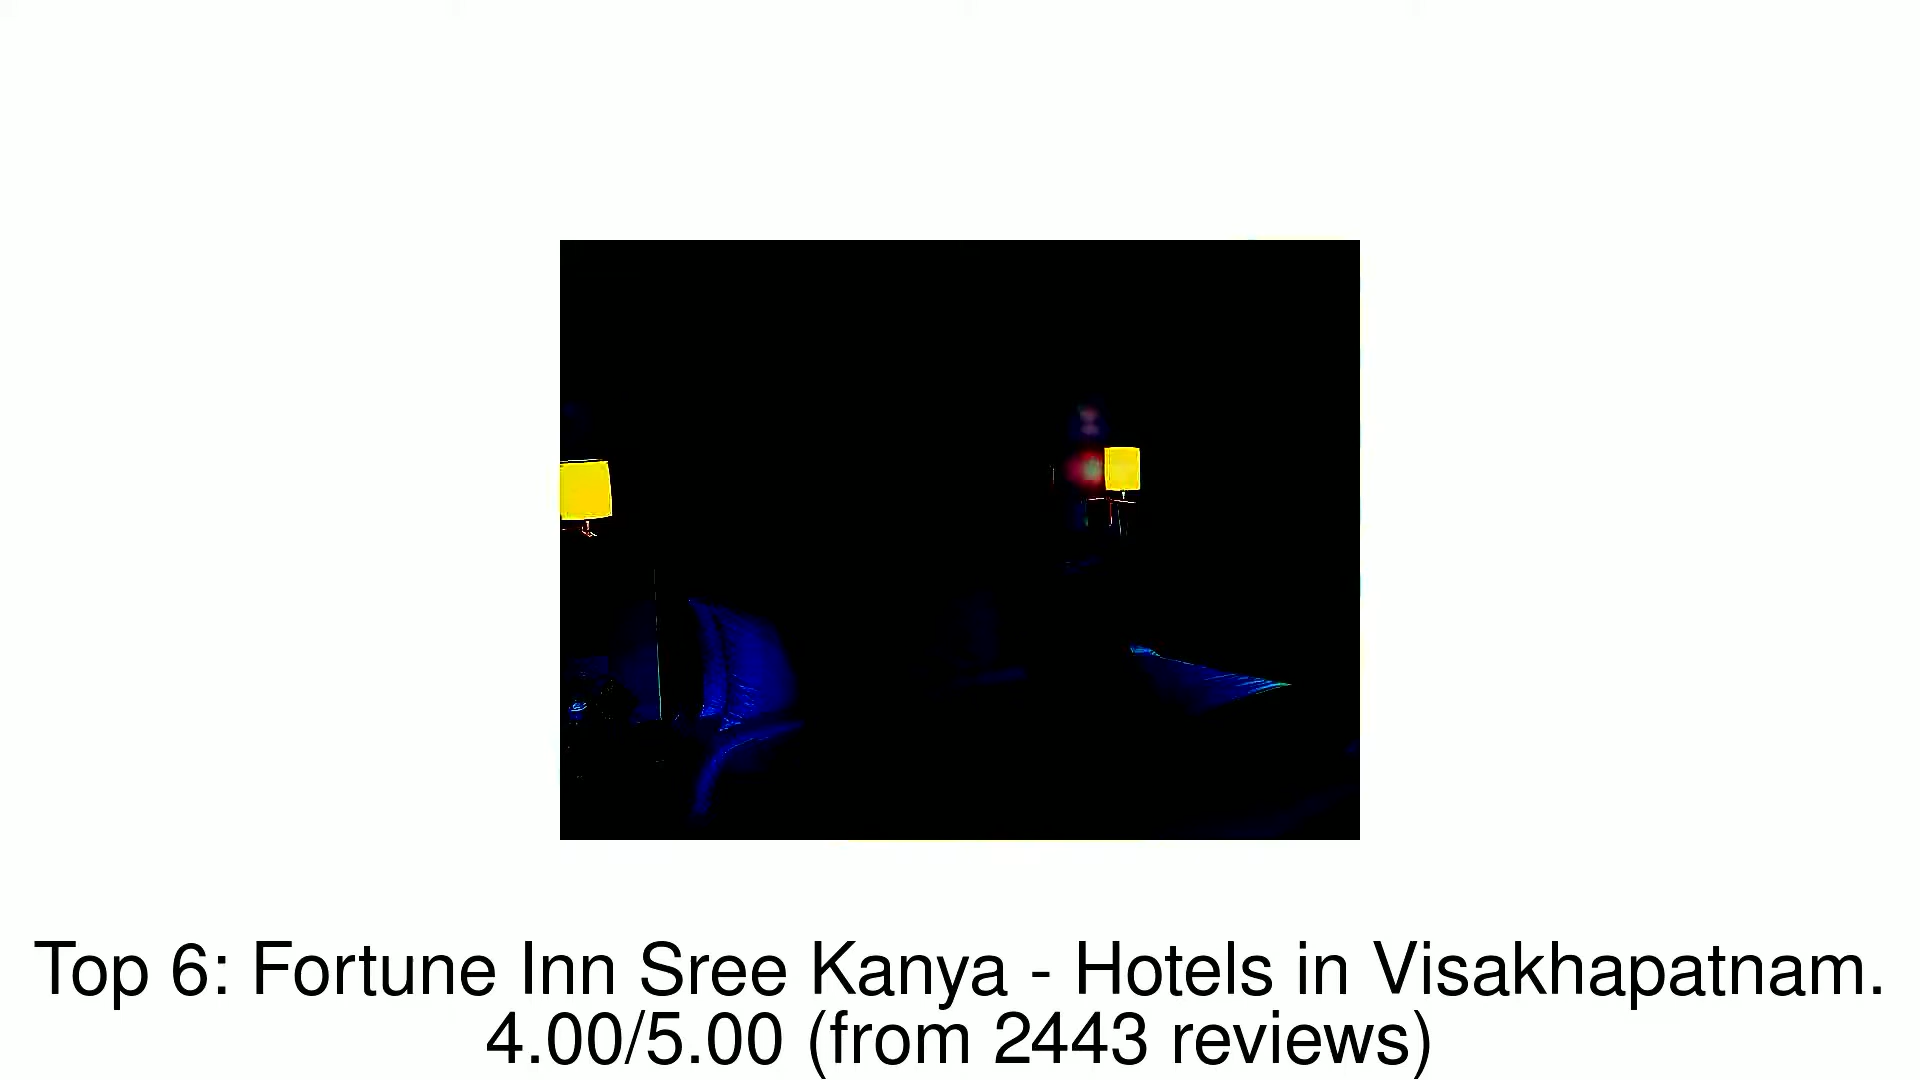 Top 6: Fortune Inn Sree Kanya - Hotels in Visakhapatnam.
4.00/5.00 (from 2443 reviews)